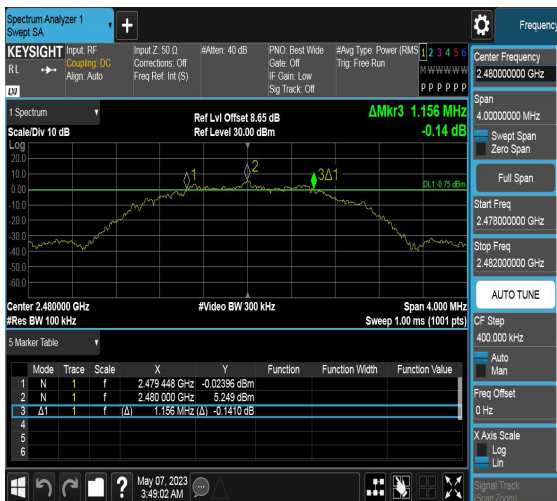 Spectrum Analyzer 1
Swept SA
Frequency
KEYSIGHT Input: RF Input Z: 50 Ω #Atten: 40 dB PNO: Best Wide #Avg Type: Power (RMS 1 2 3 4 5 6
RL Coupling: DC Corrections: Off Gate: Off Trig: Free Run M W W W W W
Align: Auto Freq Ref: Int (S) IF Gain: Low
Sig Track: Off P P P P P P
LXI
1 Spectrum
Scale/Div 10 dB
Ref Lvl Offset 8.65 dB
Ref Level 30.00 dBm
ΔMkr3 1.156 MHz
-0.14 dB
Log
20.0
10.0
0.00
-10.0
-20.0
-30.0
-40.0
-50.0
-60.0
1
2
3Δ1
DL1 -0.75 dBm
Center 2.480000 GHz #Video BW 300 kHz Span 4.000 MHz
#Res BW 100 kHz Sweep 1.00 ms (1001 pts)
5 Marker Table
Mode Trace Scale X Y Function Function Width Function Value
1 N 1 f 2.479 448 GHz -0.02396 dBm
2 N 1 f 2.480 000 GHz 5.249 dBm
3 Δ1 1 f (Δ) 1.156 MHz (Δ) -0.1410 dB
4
5
6
May 07, 2023
3:49:02 AM
?
Center Frequency
2.480000000 GHz
Span
4.00000000 MHz
Swept Span
Zero Span
Full Span
Start Freq
2.478000000 GHz
Stop Freq
2.482000000 GHz
AUTO TUNE
CF Step
400.000 kHz
Auto
Man
Freq Offset
0 Hz
X Axis Scale
Log
Lin
Signal Track
(Span Zoom)